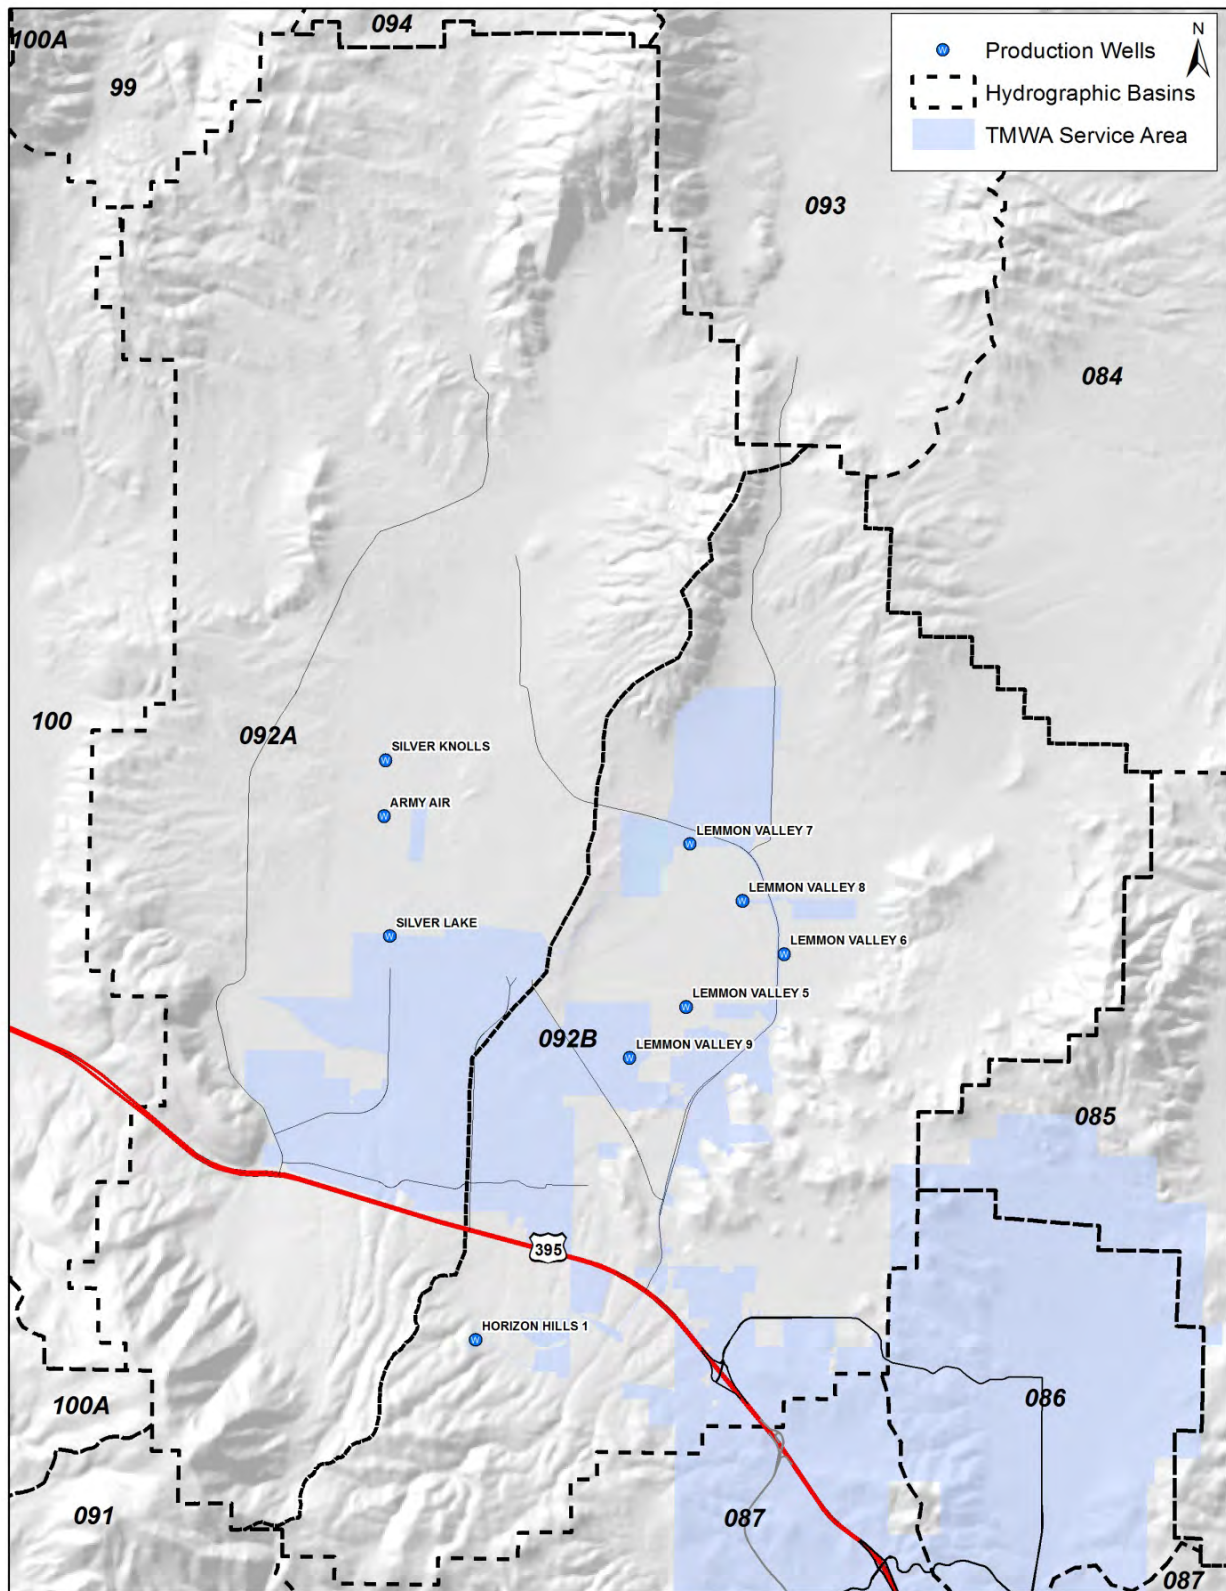 094
100A
99
N
Production Wells
Hydrographic Basins
TMWA Service Area
093
084
100
092A
SILVER KNOLLS
ARMY AIR
LEMMON VALLEY 7
LEMMON VALLEY 8
SILVER LAKE
LEMMON VALLEY 6
LEMMON VALLEY 5
092B
LEMMON VALLEY 9
085
395
HORIZON HILLS 1
100A
086
091
087
087